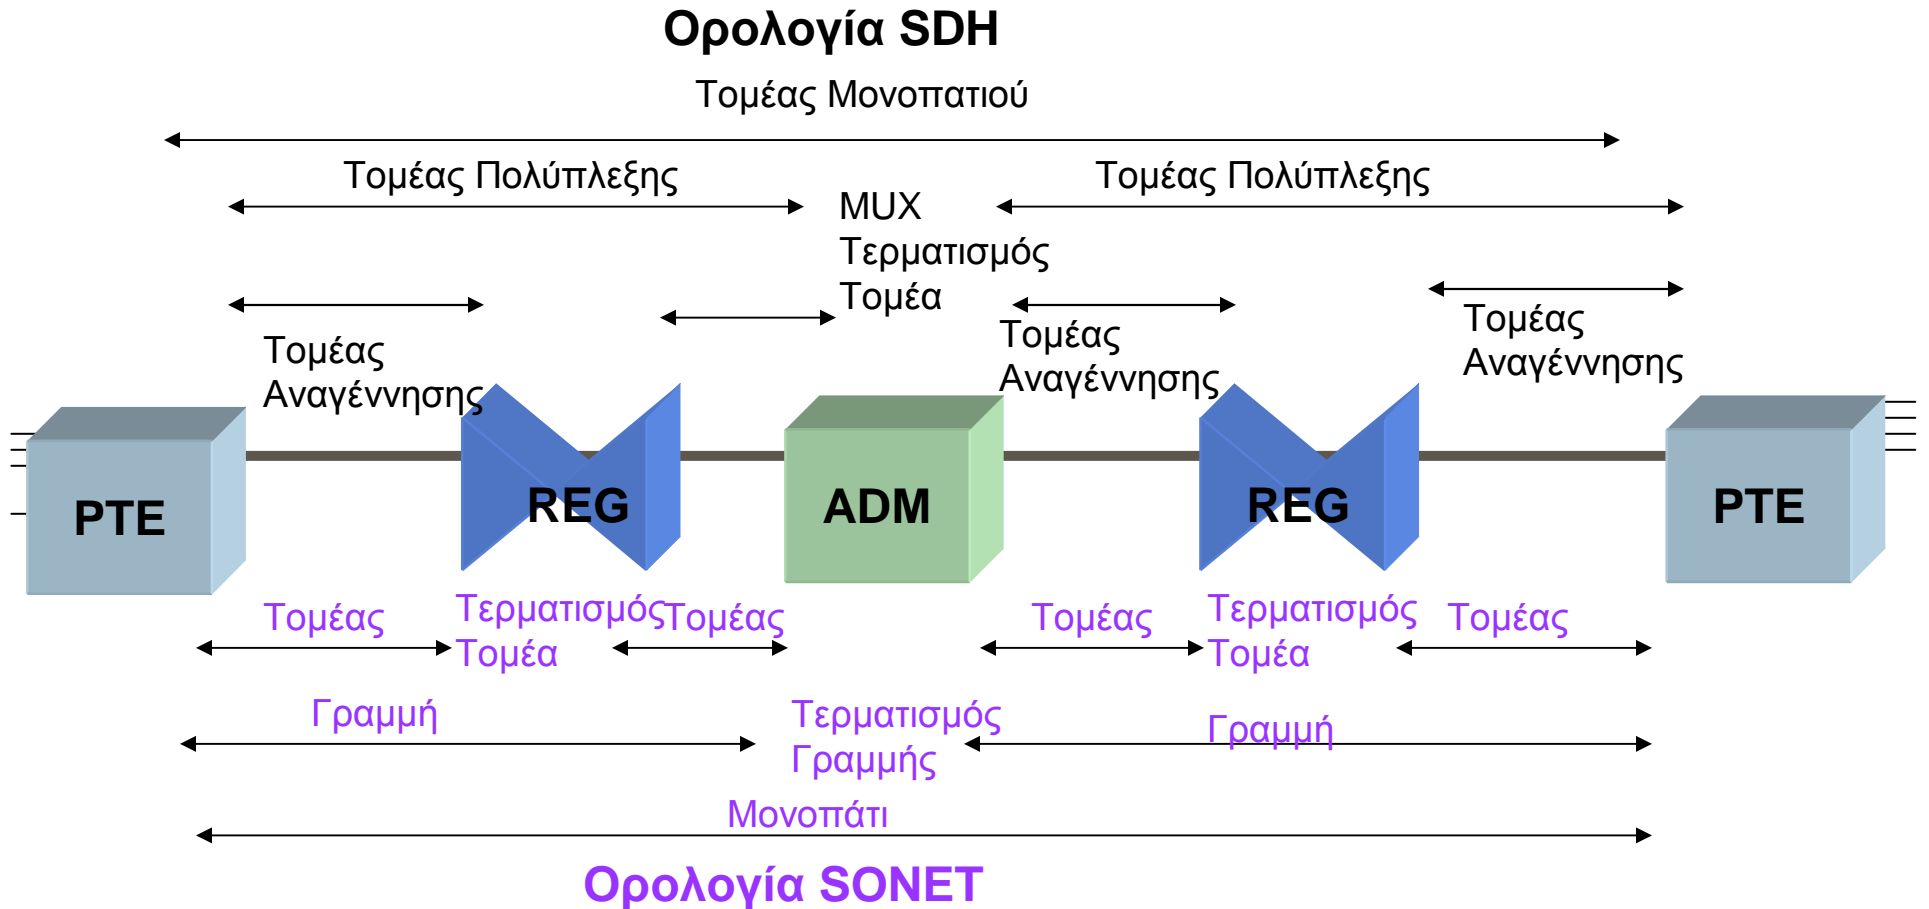 Ορολογία SDH
Τομέας Μονοπατιού
Τομέας Πολύπλεξης
Τομέας Πολύπλεξης
MUX
Τερματισμός
Τομέα
Τομέας
Αναγέννησης
Τομέας
Αναγέννησης
Τομέας
Αναγέννησης
PTE
REG
ADM
REG
PTE
Τομέας
Τερματισμός
Τομέα
Τομέας
Τομέας
Τερματισμός
Τομέα
Τομέας
Γραμμή
Τερματισμός
Γραμμής
Γραμμή
Μονοπάτι
Ορολογία SONET